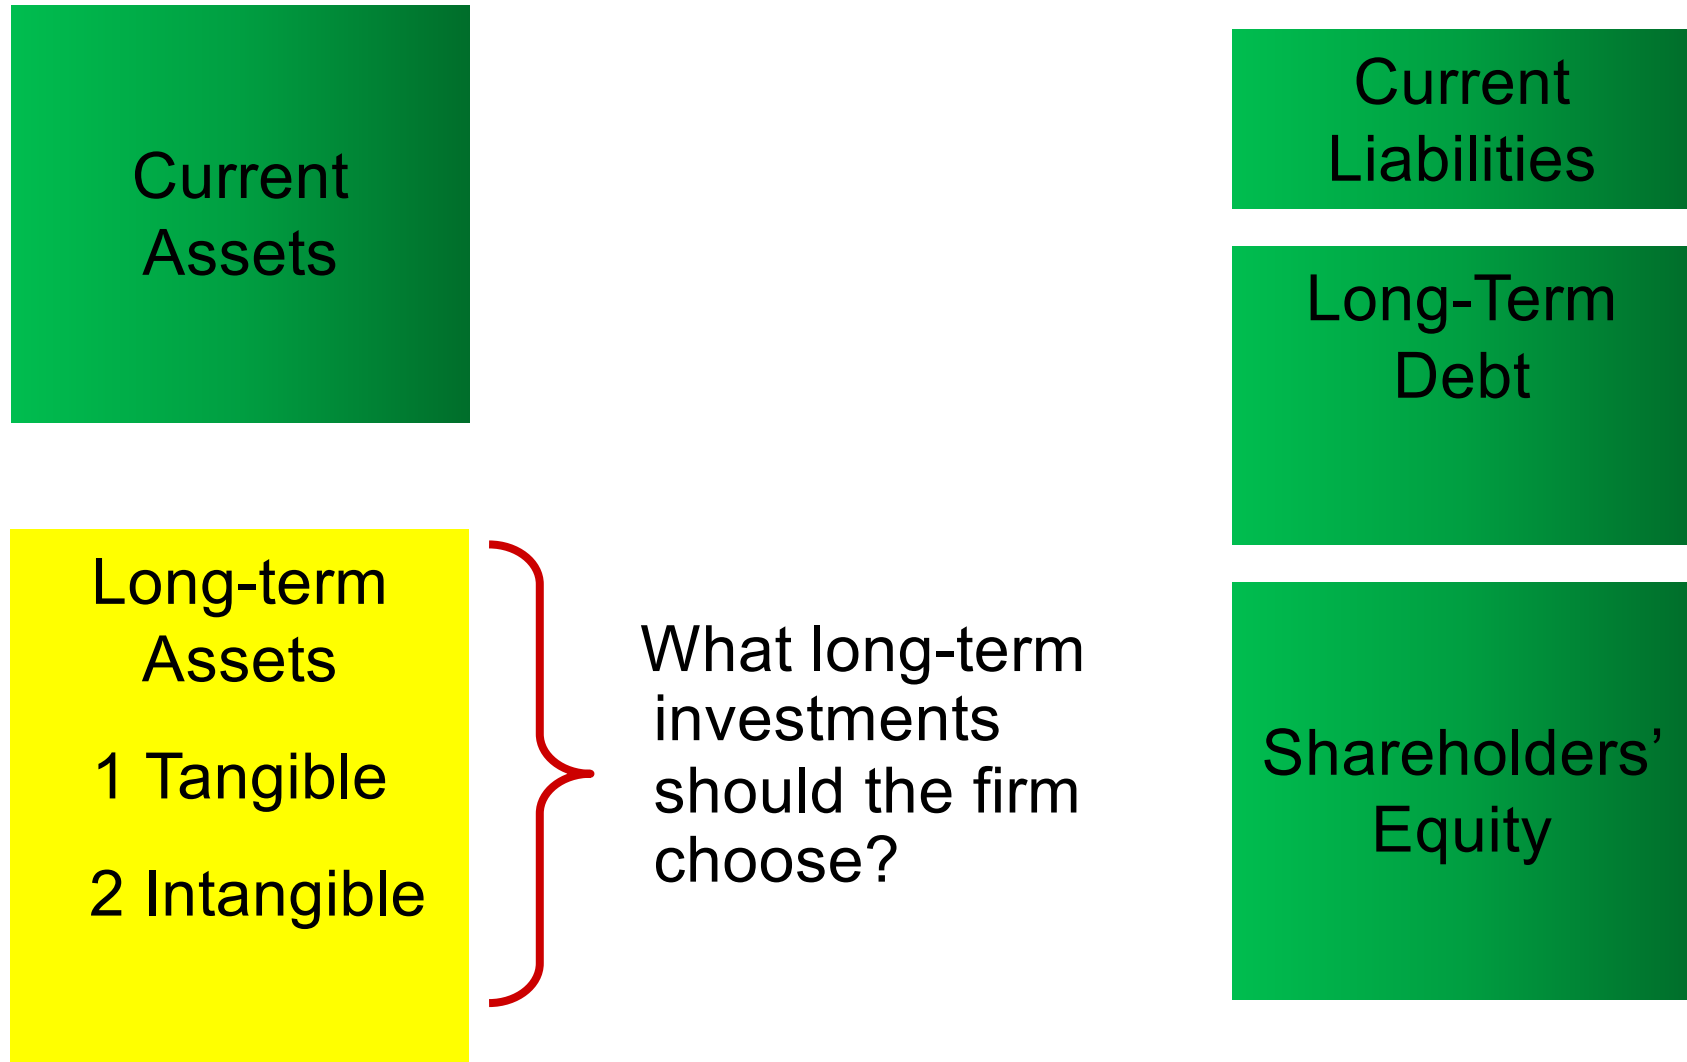 Current
Assets
Long-term
Assets
1 Tangible
2 Intangible
What long-term
investments
should the firm
choose?
Current
Liabilities
Long-Term
Debt
Shareholders’
Equity